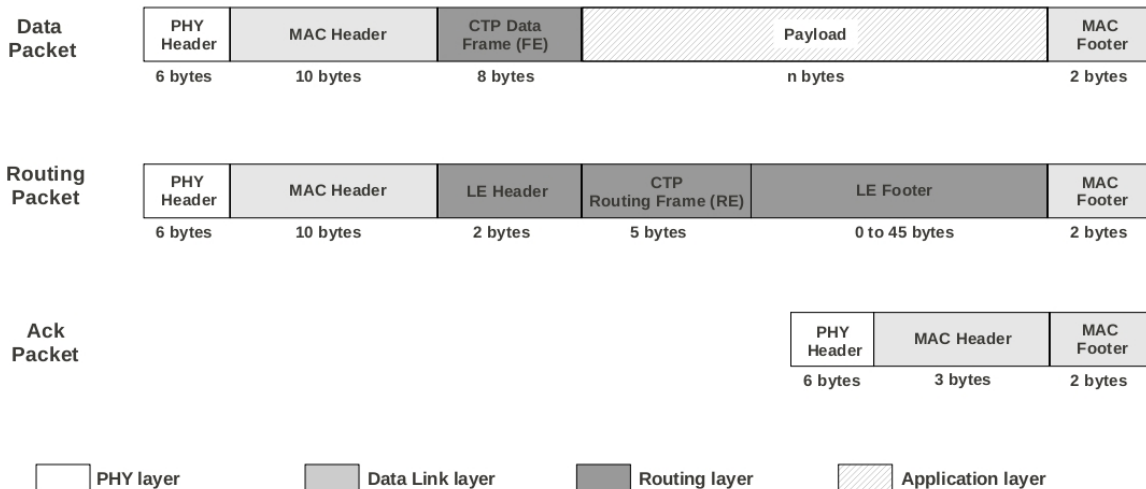 Data
Packet
PHY
Header
MAC Header
CTP Data
Frame (FE)
Payload
MAC
Footer
6 bytes
10 bytes
8 bytes
n bytes
2 bytes
Routing
Packet
PHY
Header
MAC Header
LE Header
CTP
Routing Frame (RE)
LE Footer
MAC
Footer
6 bytes
10 bytes
2 bytes
5 bytes
0 to 45 bytes
2 bytes
Ack
Packet
PHY
Header
MAC Header
MAC
Footer
6 bytes
3 bytes
2 bytes
PHY layer
Data Link layer
Routing layer
Application layer